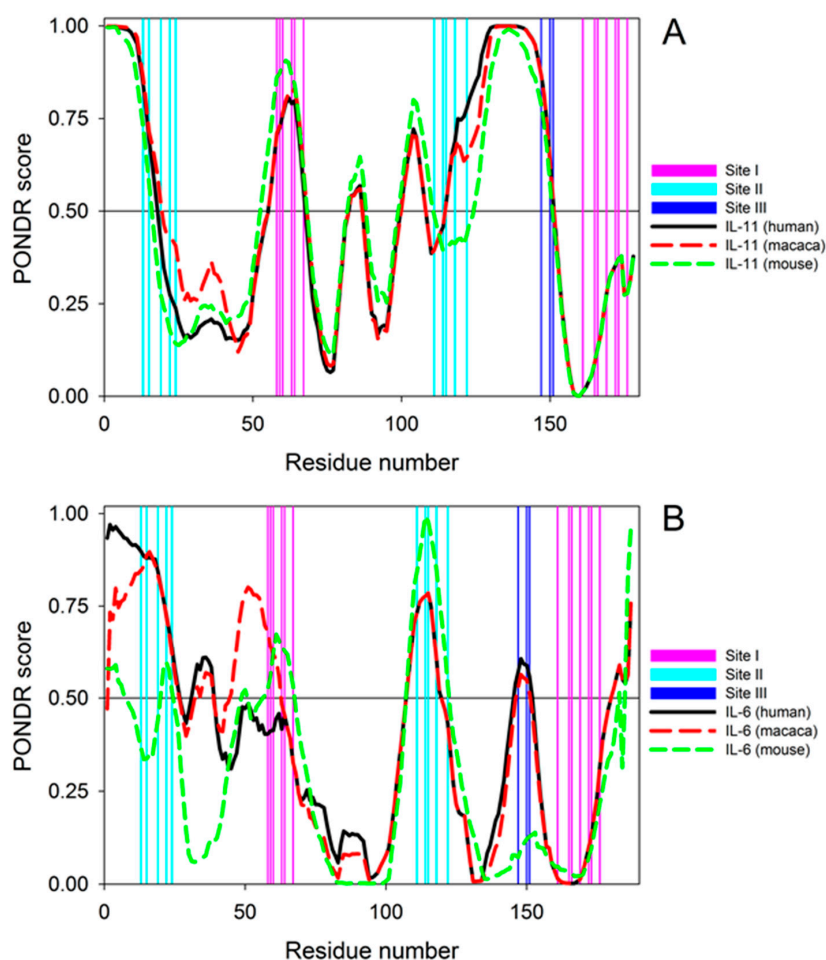 A
1.00
0.75
0.50
0.25
0.00
PONDR score
0 50 100 150
Residue number
Site I
Site II
Site III
IL-11 (human)
IL-11 (macaca)
IL-11 (mouse)
B
1.00
0.75
0.50
0.25
0.00
PONDR score
0 50 100 150
Residue number
Site I
Site II
Site III
IL-6 (human)
IL-6 (macaca)
IL-6 (mouse)